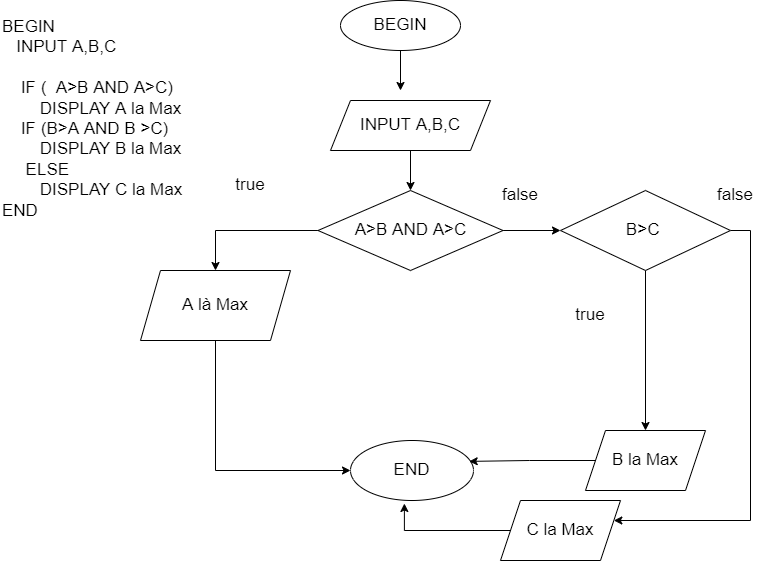 BEGIN
INPUT A,B,C
IF ( A>B AND A>C)
DISPLAY A la Max
IF (B>A AND B >C)
DISPLAY B la Max
ELSE
DISPLAY C la Max
END
BEGIN
INPUT A,B,C
true
A>B AND A>C
false
B>C
false
A là Max
true
B la Max
END
C la Max